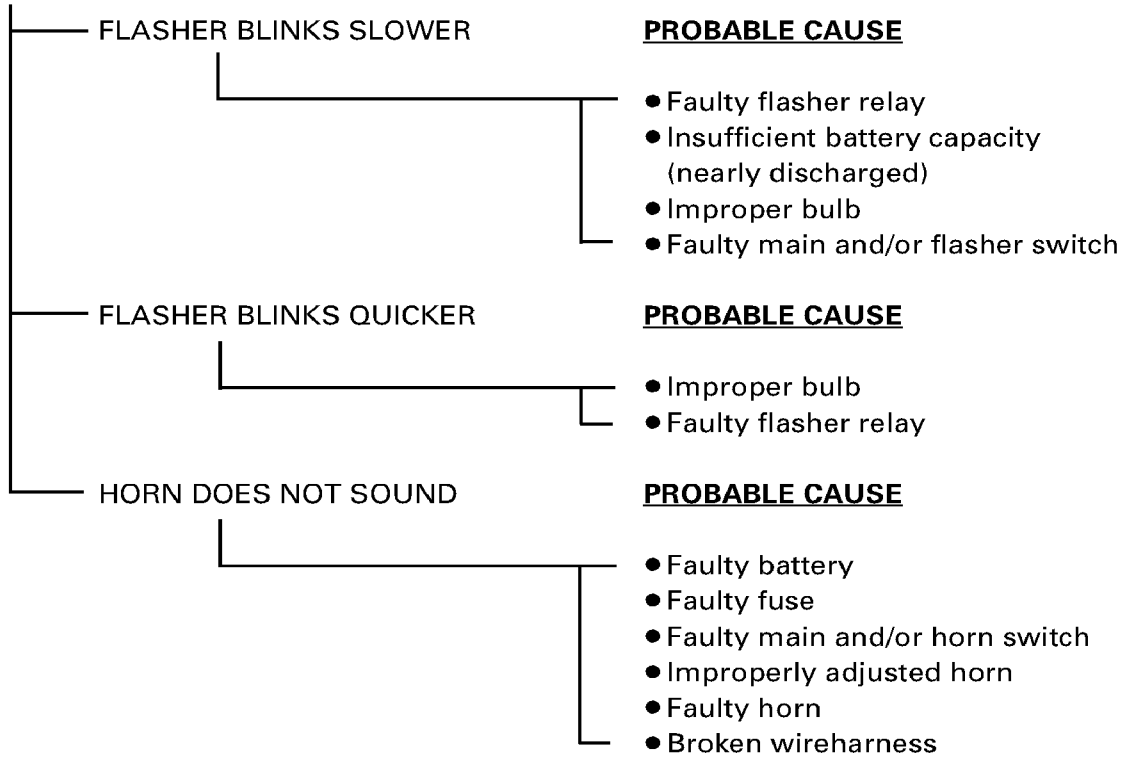 FLASHER BLINKS SLOWER
PROBABLE CAUSE
● Faulty flasher relay
● Insufficient battery capacity
(nearly discharged)
● Improper bulb
● Faulty main and/or flasher switch
FLASHER BLINKS QUICKER
PROBABLE CAUSE
● Improper bulb
● Faulty flasher relay
HORN DOES NOT SOUND
PROBABLE CAUSE
● Faulty battery
● Faulty fuse
● Faulty main and/or horn switch
● Improperly adjusted horn
● Faulty horn
● Broken wireharness